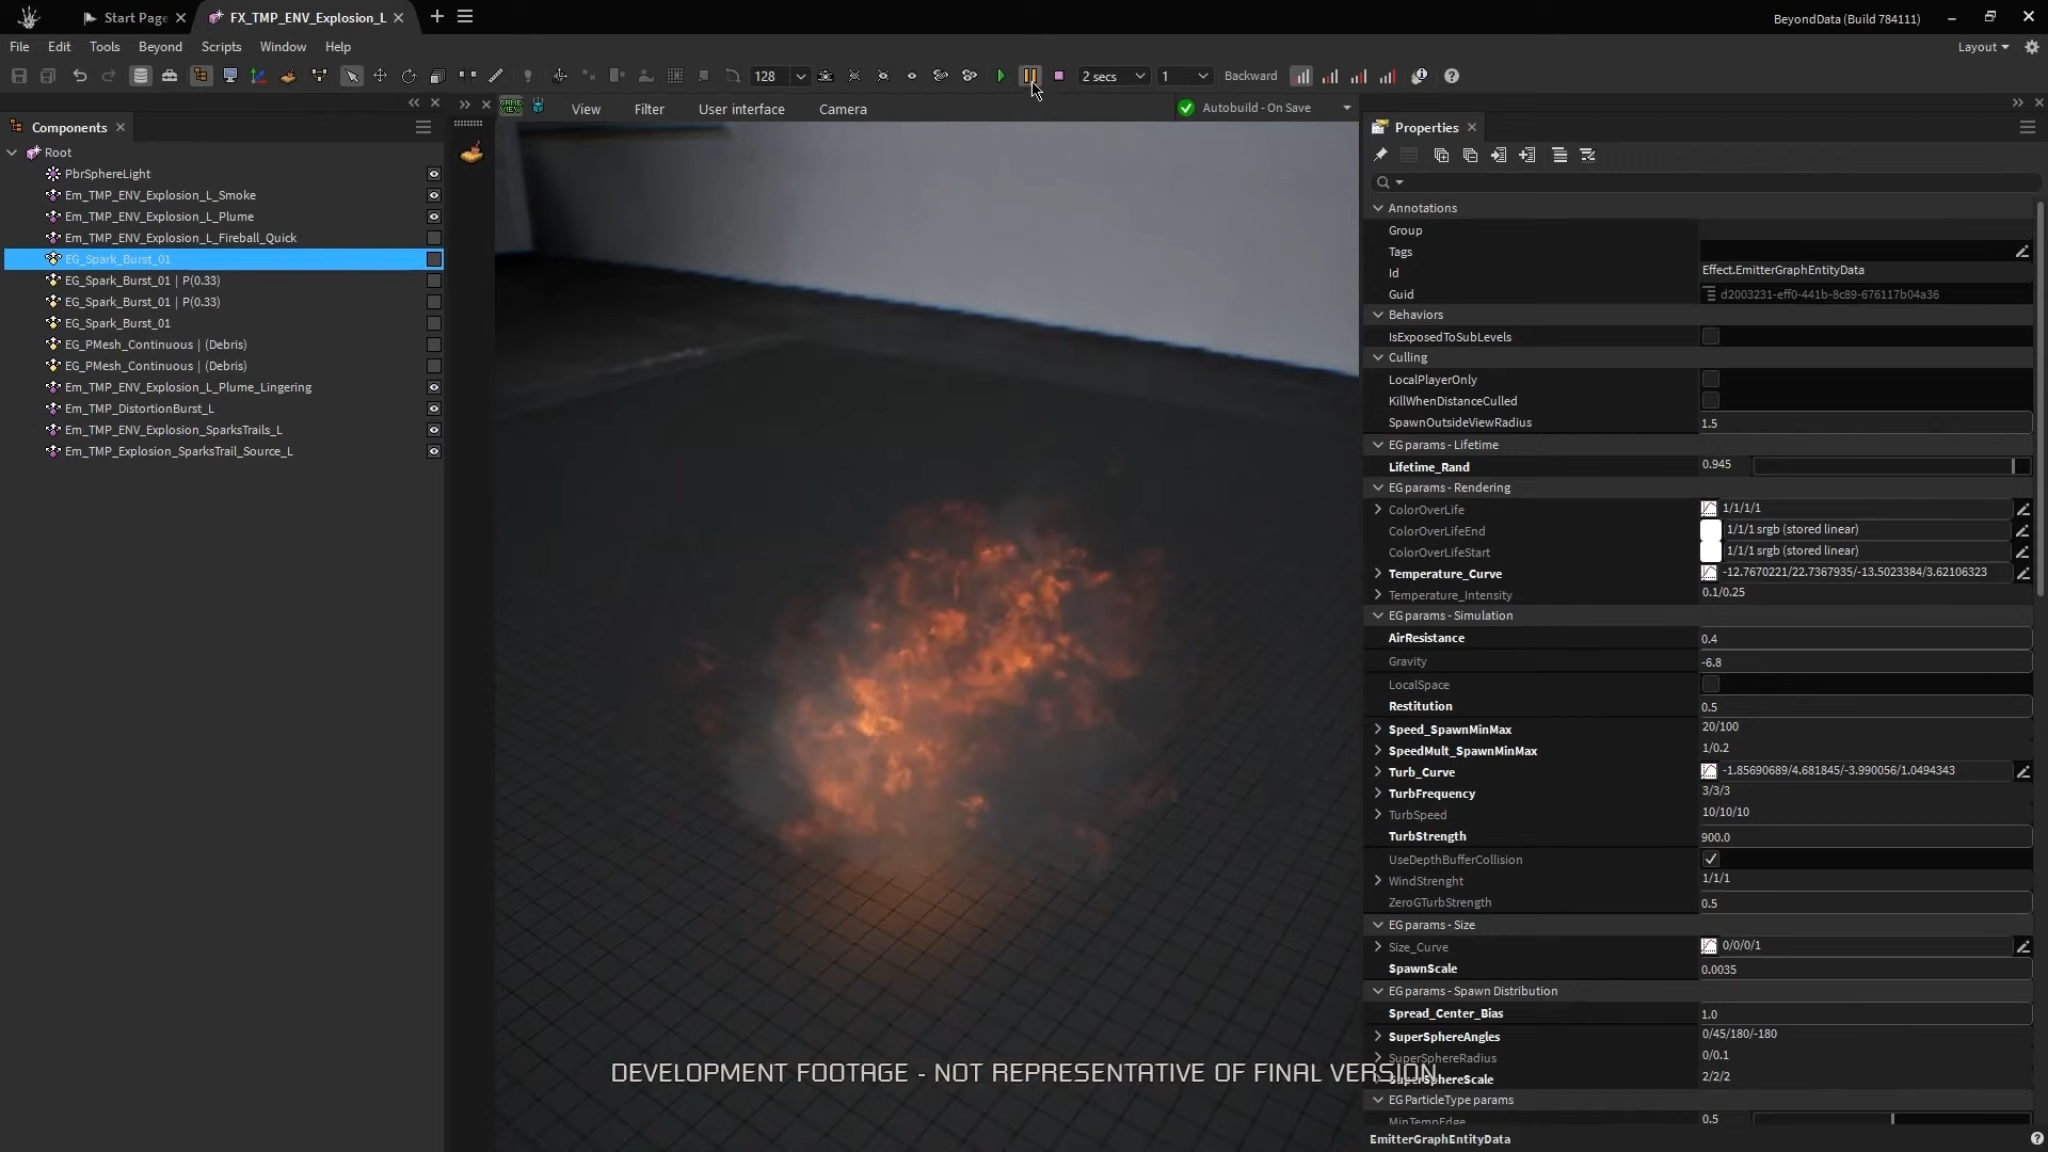 Start Page
FX_TMP_ENV_Explosion_L
BeyondData (Build 784111)
File Edit Tools Beyond Scripts Window Help
Layout
128
2 secs
1
Backward
Components
View Filter User interface Camera
Autobuild - On Save
Properties
Root
PbrSphereLight
Em_TMP_ENV_Explosion_L_Smoke
Em_TMP_ENV_Explosion_L_Plume
Em_TMP_ENV_Explosion_L_Fireball_Quick
EG_Spark_Burst_01
EG_Spark_Burst_01 | P(0.33)
EG_Spark_Burst_01 | P(0.33)
EG_Spark_Burst_01
EG_PMesh_Continuous | (Debris)
EG_PMesh_Continuous | (Debris)
Em_TMP_ENV_Explosion_L_Plume_Lingering
Em_TMP_DistortionBurst_L
Em_TMP_ENV_Explosion_SparksTrails_L
Em_TMP_Explosion_SparksTrail_Source_L
GAME VIEW
DEVELOPMENT FOOTAGE - NOT REPRESENTATIVE OF FINAL VERSION
Annotations
Group
Tags
Id Effect.EmitterGraphEntityData
Guid d2003231-eff0-441b-8c89-676117b04a36
Behaviors
IsExposedToSubLevels
Culling
LocalPlayerOnly
KillWhenDistanceCulled
SpawnOutsideViewRadius 1.5
EG params - Lifetime
Lifetime_Rand 0.945
EG params - Rendering
ColorOverLife 1/1/1/1
ColorOverLifeEnd 1/1/1 srgb (stored linear)
ColorOverLifeStart 1/1/1 srgb (stored linear)
Temperature_Curve -12.7670221/22.7367935/-13.5023384/3.62106323
Temperature_Intensity 0.1/0.25
EG params - Simulation
AirResistance 0.4
Gravity -6.8
LocalSpace
Restitution 0.5
Speed_SpawnMinMax 20/100
SpeedMult_SpawnMinMax 1/0.2
Turb_Curve -1.85690689/4.681845/-3.990056/1.0494343
TurbFrequency 3/3/3
TurbSpeed 10/10/10
TurbStrength 900.0
UseDepthBufferCollision
WindStrenght 1/1/1
ZeroGTurbStrength 0.5
EG params - Size
Size_Curve 0/0/0/1
SpawnScale 0.0035
EG params - Spawn Distribution
Spread_Center_Bias 1.0
SuperSphereAngles 0/45/180/-180
SuperSphereRadius 0/0.1
SuperSphereScale 2/2/2
EG ParticleType params
MinTempEdge 0.5
EmitterGraphEntityData